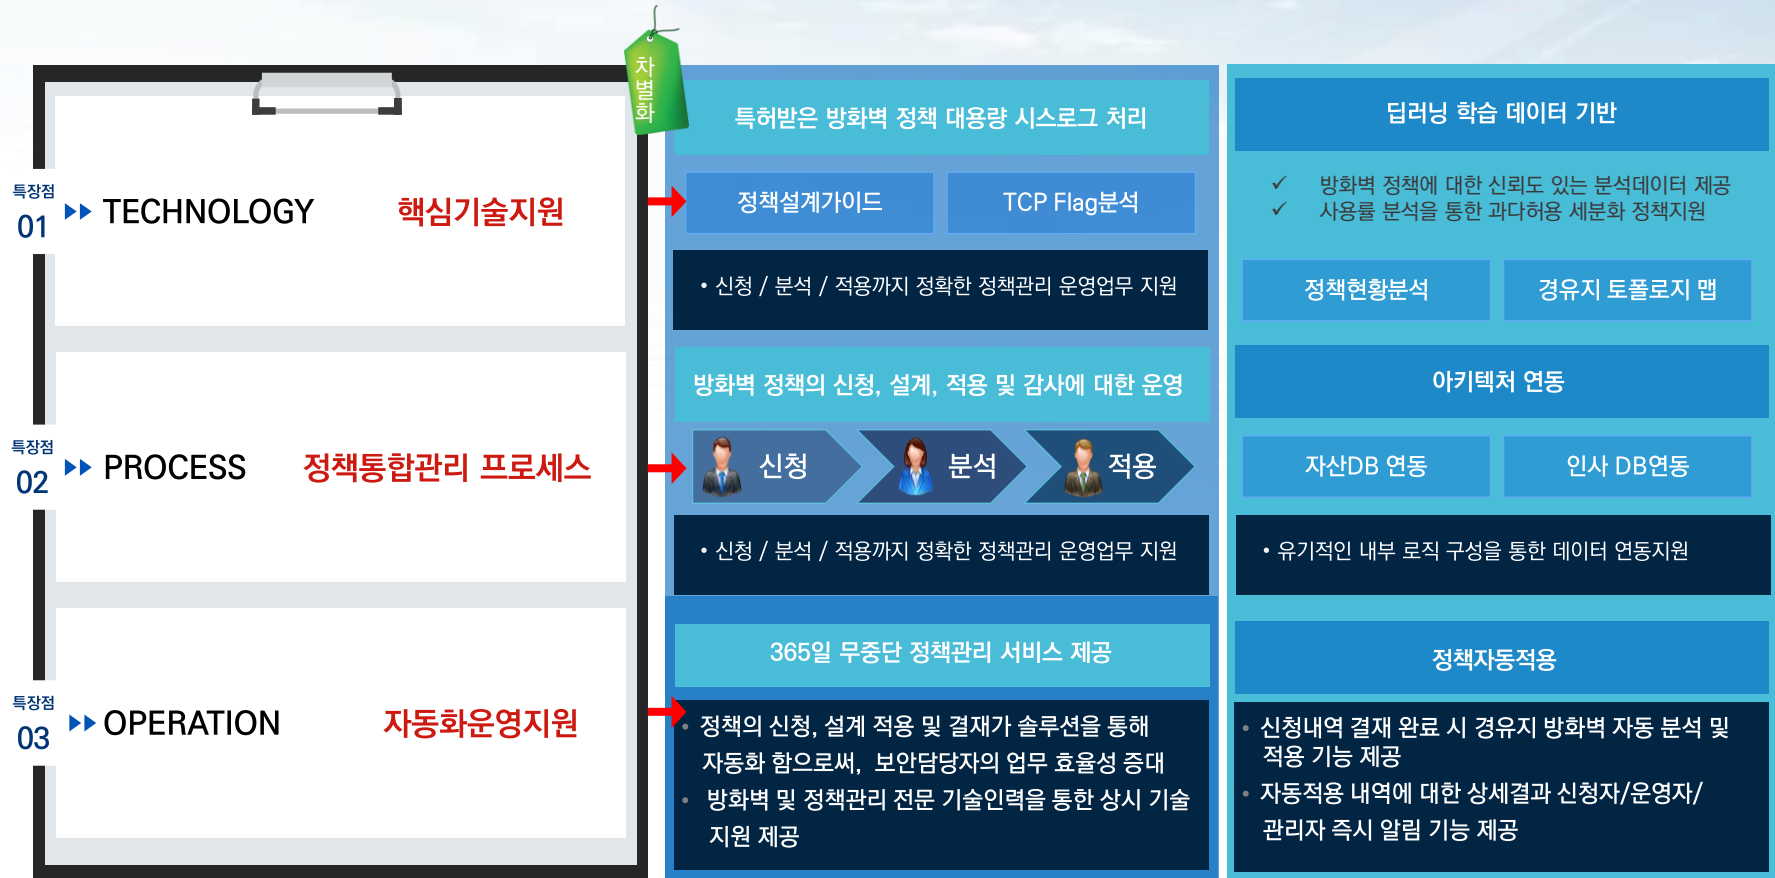 차별화
특장점
01
TECHNOLOGY
핵심기술지원
특허받은 방화벽 정책 대용량 시스로그 처리
정책설계가이드
TCP Flag분석
• 신청 / 분석 / 적용까지 정확한 정책관리 운영업무 지원
딥러닝 학습 데이터 기반
✓ 방화벽 정책에 대한 신뢰도 있는 분석데이터 제공
✓ 사용률 분석을 통한 과다허용 세분화 정책지원
정책현황분석
경유지 토폴로지 맵
특장점
02
PROCESS
정책통합관리 프로세스
방화벽 정책의 신청, 설계, 적용 및 감사에 대한 운영
신청
분석
적용
• 신청 / 분석 / 적용까지 정확한 정책관리 운영업무 지원
아키텍처 연동
자산DB 연동
인사 DB연동
• 유기적인 내부 로직 구성을 통한 데이터 연동지원
특장점
03
OPERATION
자동화운영지원
365일 무중단 정책관리 서비스 제공
• 정책의 신청, 설계 적용 및 결재가 솔루션을 통해
자동화 함으로써, 보안담당자의 업무 효율성 증대
• 방화벽 및 정책관리 전문 기술인력을 통한 상시 기술
지원 제공
정책자동적용
• 신청내역 결재 완료 시 경유지 방화벽 자동 분석 및
적용 기능 제공
• 자동적용 내역에 대한 상세결과 신청자/운영자/
관리자 즉시 알림 기능 제공